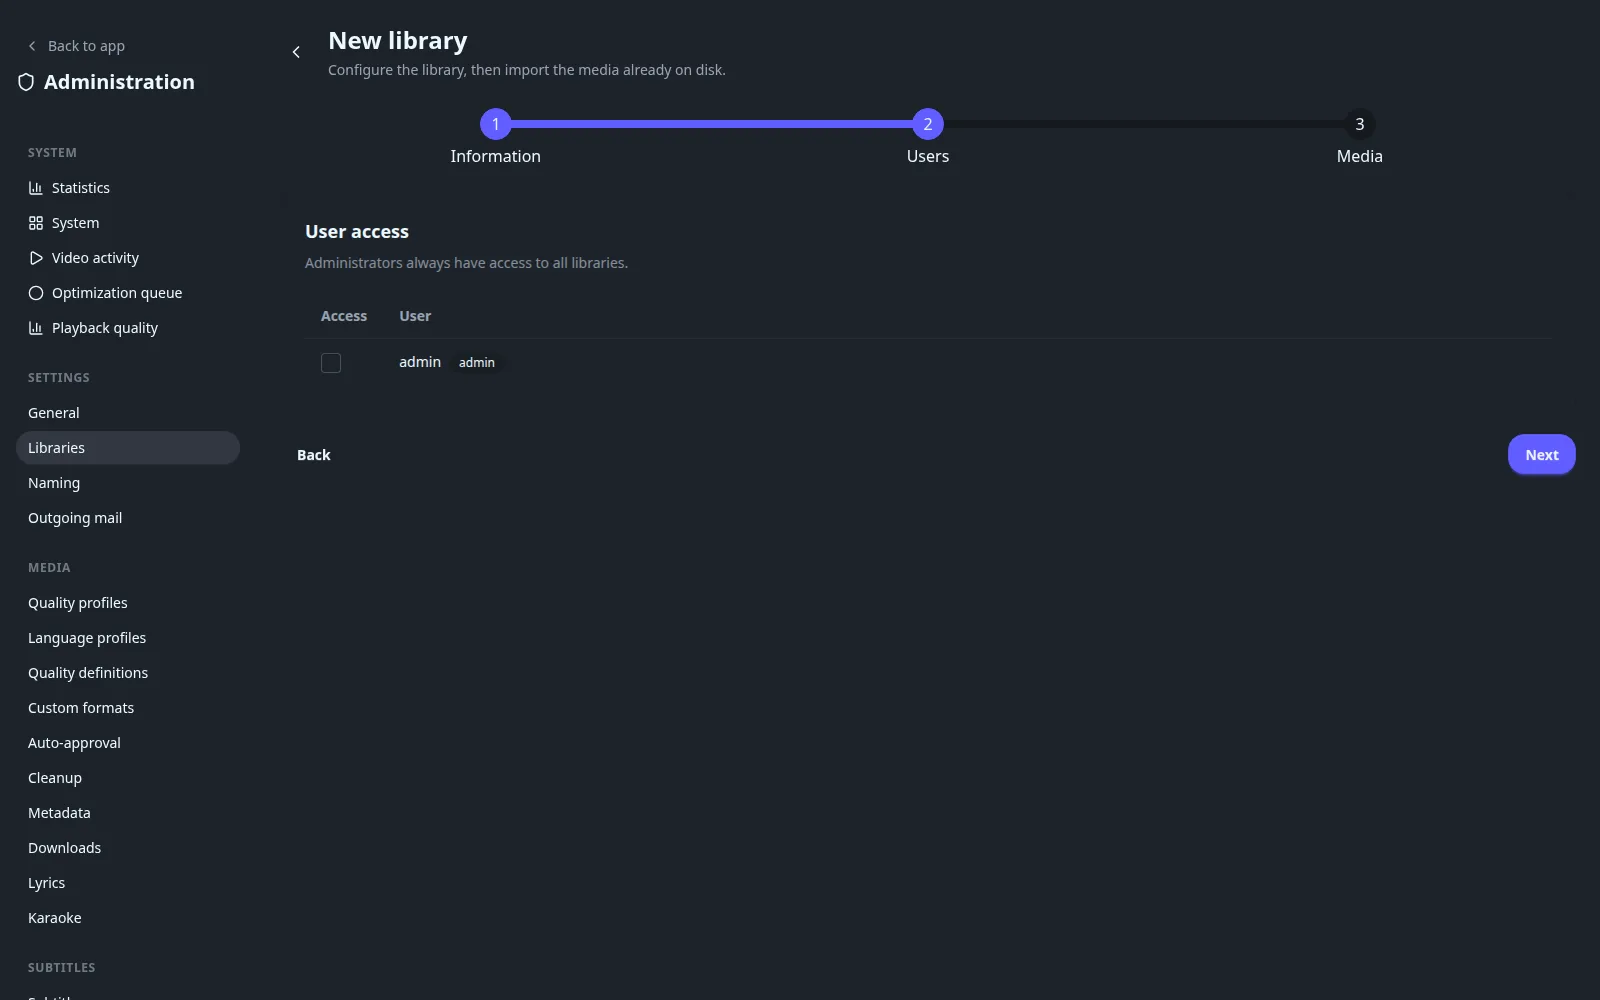 Back to app
Administration
SYSTEM
Statistics
System
Video activity
Optimization queue
Playback quality
SETTINGS
General
Libraries
Naming
Outgoing mail
MEDIA
Quality profiles
Language profiles
Quality definitions
Custom formats
Auto-approval
Cleanup
Metadata
Downloads
Lyrics
Karaoke
SUBTITLES
New library
Configure the library, then import the media already on disk.
1 2 3
Information Users Media
User access
Administrators always have access to all libraries.
Access User
admin admin
Back Next